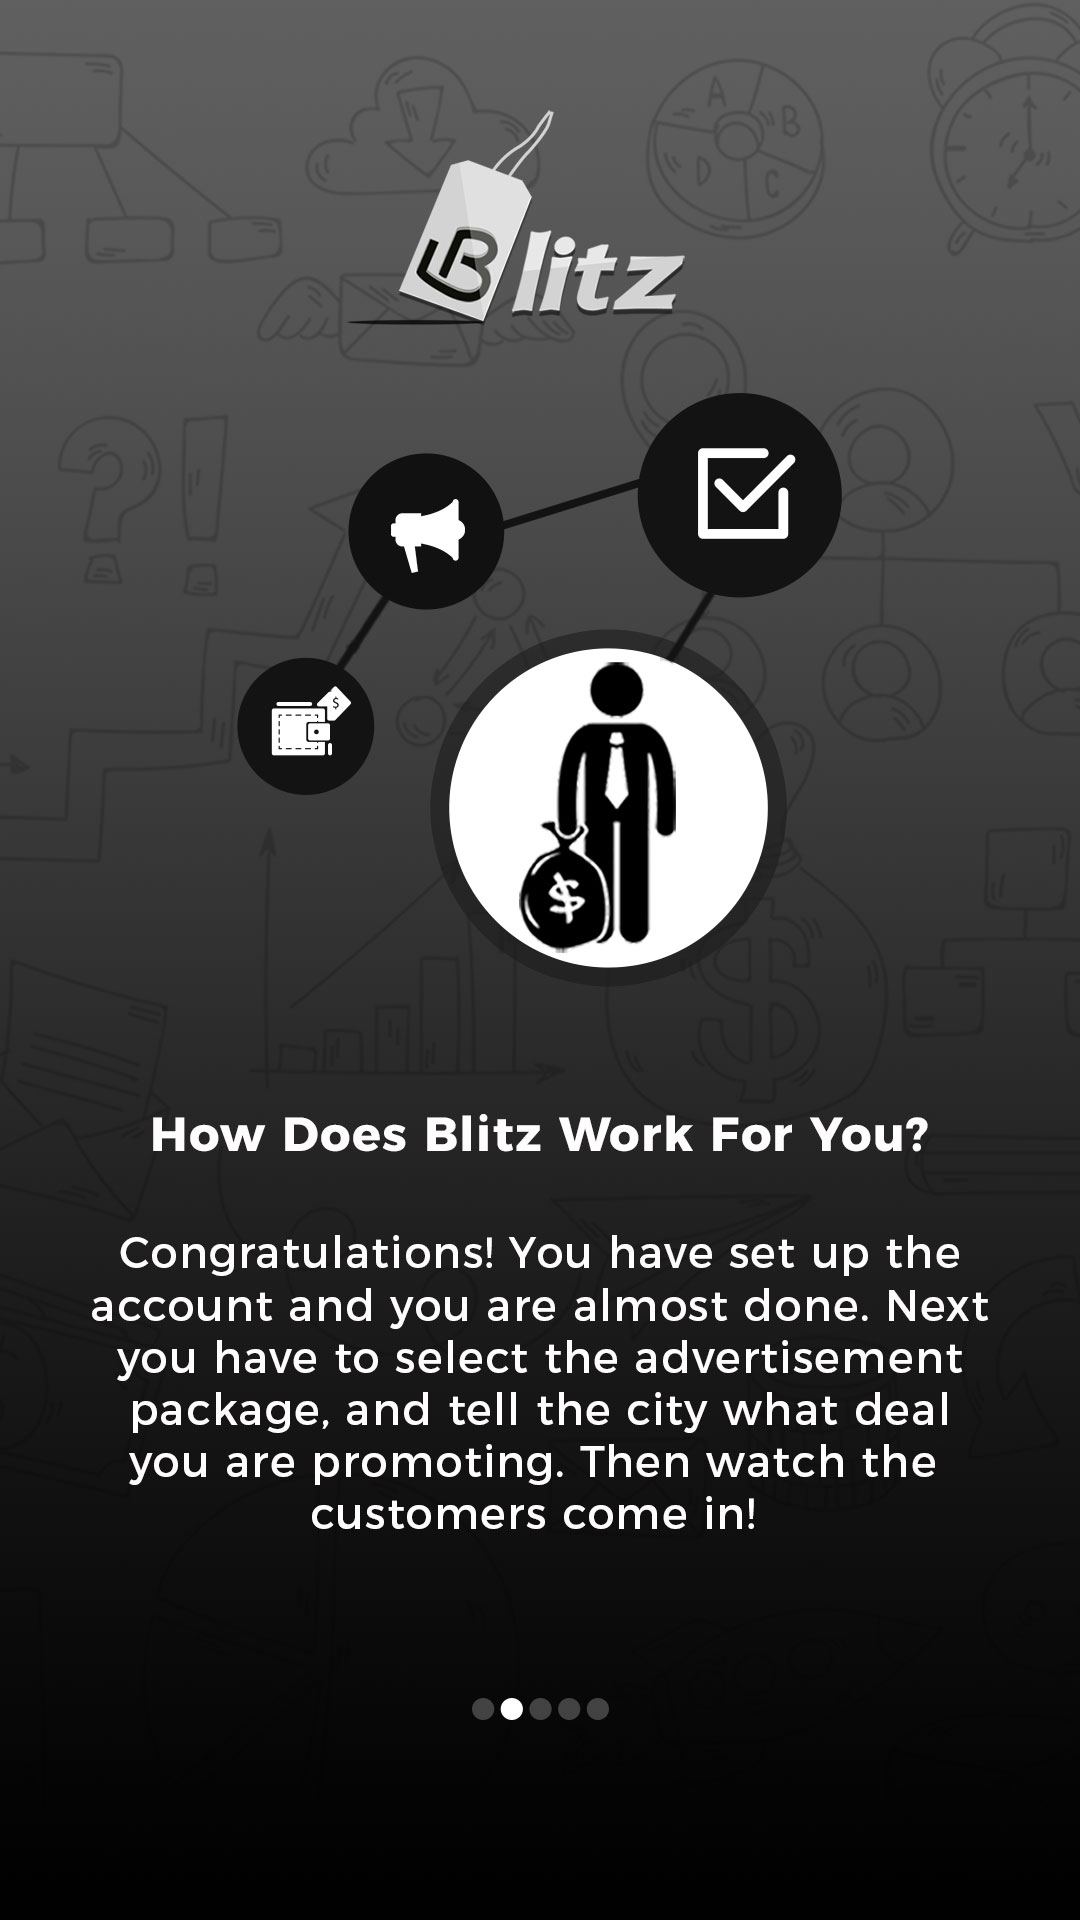 A
B
D
C
Blitz
$
$
$
How Does Blitz Work For You?
Congratulations! You have set up the
account and you are almost done. Next
you have to select the advertisement
package, and tell the city what deal
you are promoting. Then watch the
customers come in!